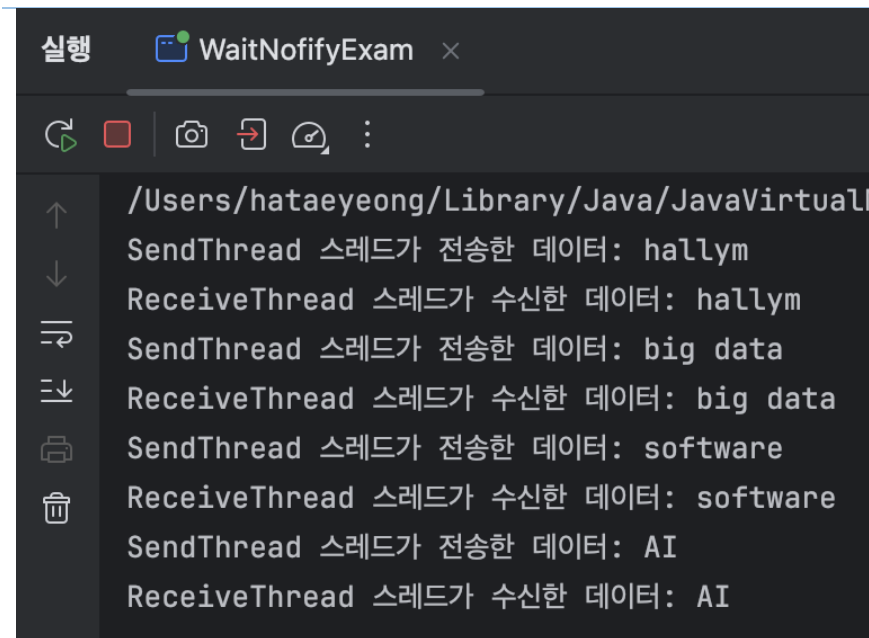 실행 WaitNofifyExam
/Users/hataeyeong/Library/Java/JavaVirtual
SendThread 스레드가 전송한 데이터: hallym
ReceiveThread 스레드가 수신한 데이터: hallym
SendThread 스레드가 전송한 데이터: big data
ReceiveThread 스레드가 수신한 데이터: big data
SendThread 스레드가 전송한 데이터: software
ReceiveThread 스레드가 수신한 데이터: software
SendThread 스레드가 전송한 데이터: AI
ReceiveThread 스레드가 수신한 데이터: AI